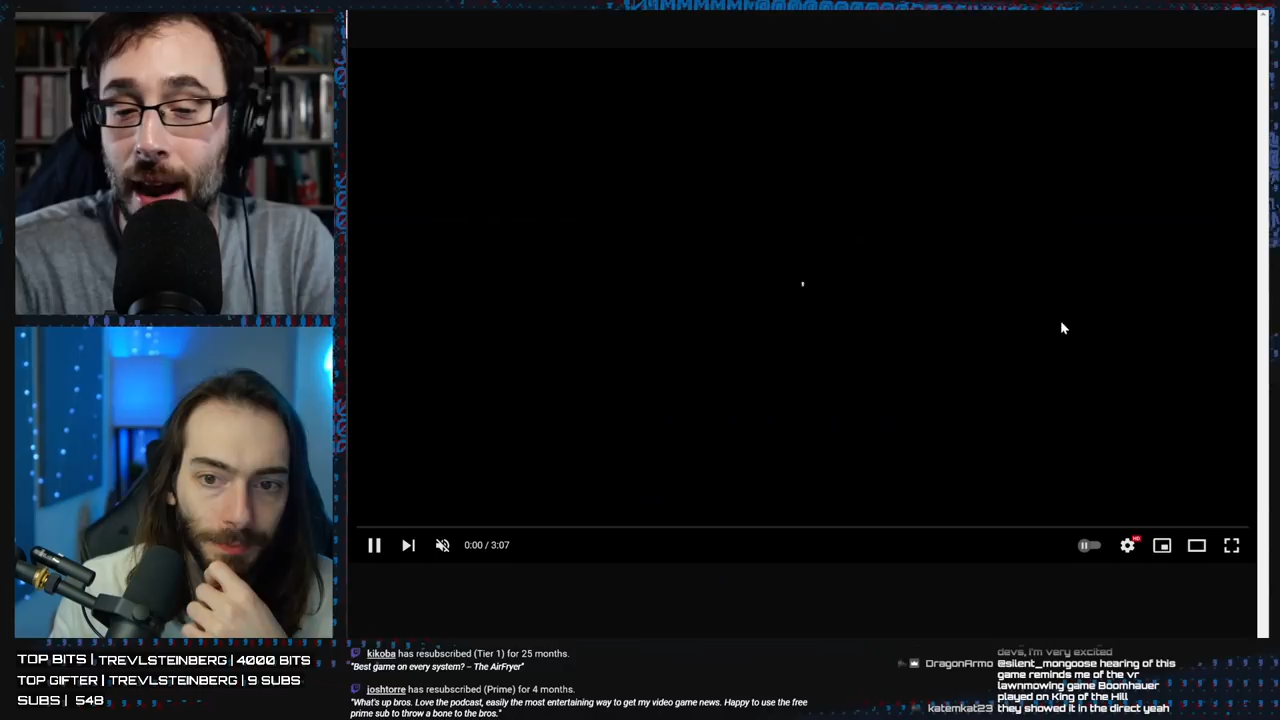 0:00 / 3:07
HD
TOP BITS | TREVLSTEINBERG | 4000 BITS
TOP GIFTER | TREVLSTEINBERG | 9 SUBS
SUBS | 548
kikoba has resubscribed (Tier 1) for 25 months.
"Best game on every system? – The AirFryer"
joshtorre has resubscribed (Prime) for 4 months.
"What's up bros. Love the podcast, easily the most entertaining way to get my video game news. Happy to use the free
prime sub to throw a bone to the bros."
devs, I'm very excited
DragonArmo @silent_mongoose hearing of this
game reminds me of the vr
lawnmowing game Boomhauer
played on King of the Hill
katemkat23 they showed it in the direct yeah